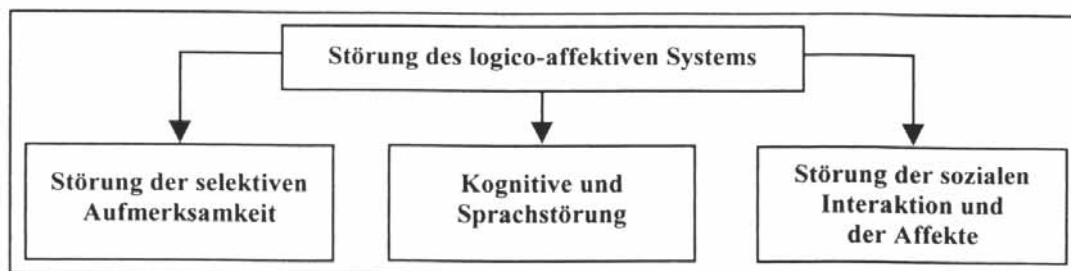 Störung des logico-affektiven Systems
Störung der selektiven
Aufmerksamkeit
Kognitive und
Sprachstörung
Störung der sozialen
Interaktion und
der Affekte